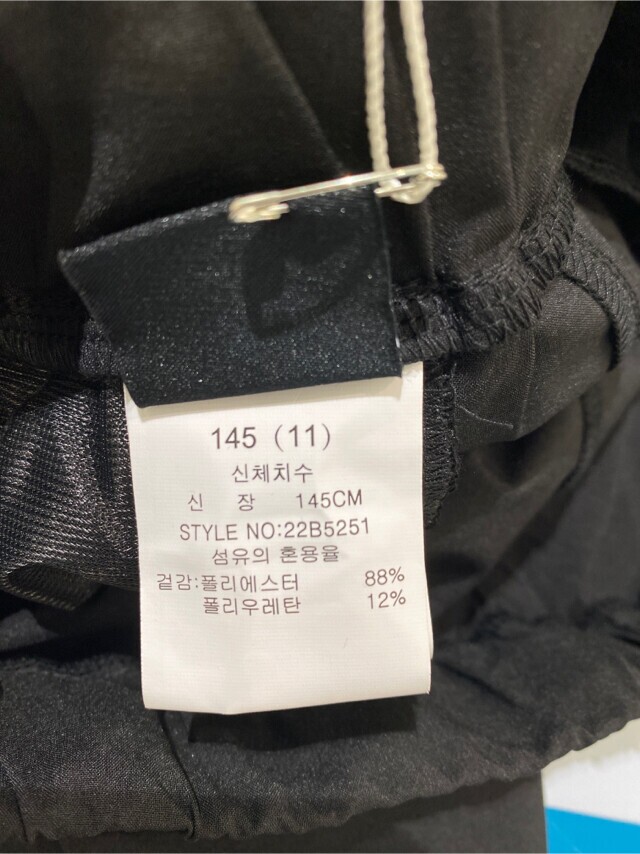 145 (11)
신체치수
신 장 145CM
STYLE NO:22B5251
섬유의 혼용율
겉감:폴리에스터 88%
폴리우레탄 12%